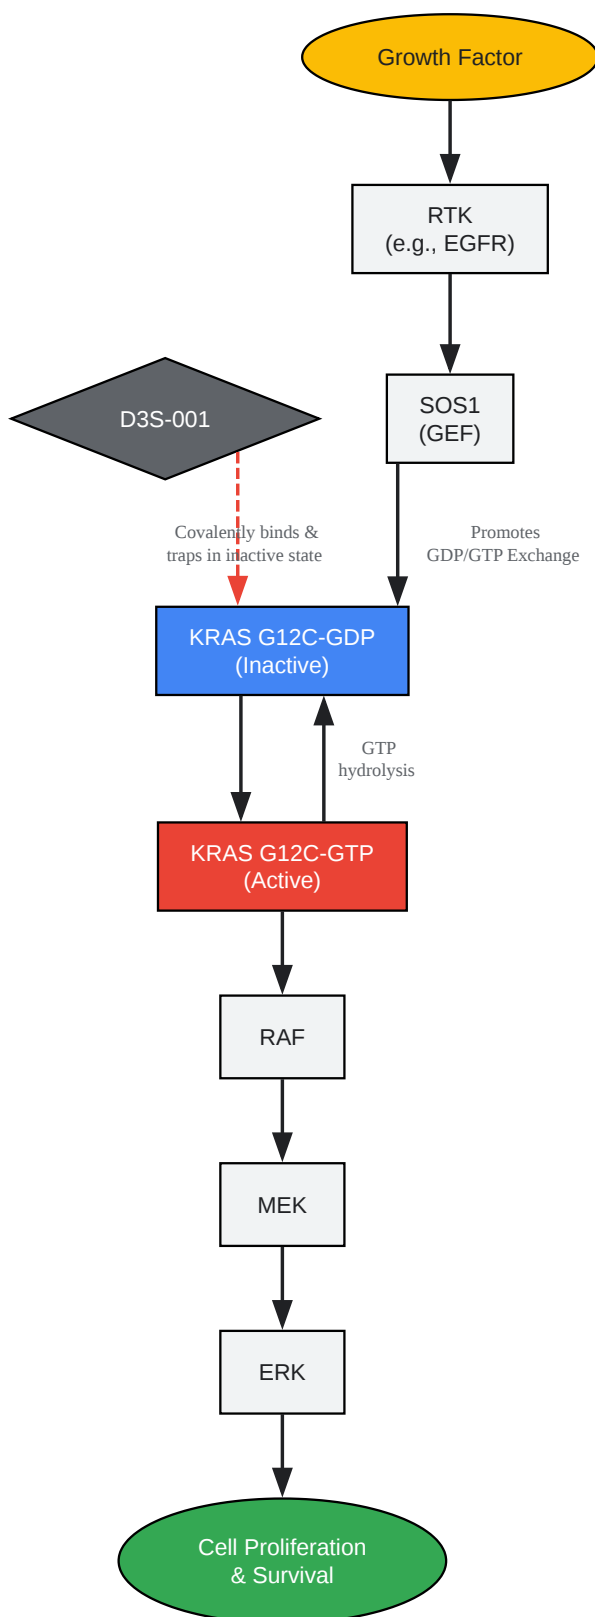 Growth Factor
RTK
(e.g., EGFR)
SOS1
(GEF)
D3S-001
Covalently binds &
traps in inactive state
Promotes
GDP/GTP Exchange
KRAS G12C-GDP
(Inactive)
GTP
hydrolysis
KRAS G12C-GTP
(Active)
RAF
MEK
ERK
Cell Proliferation
& Survival